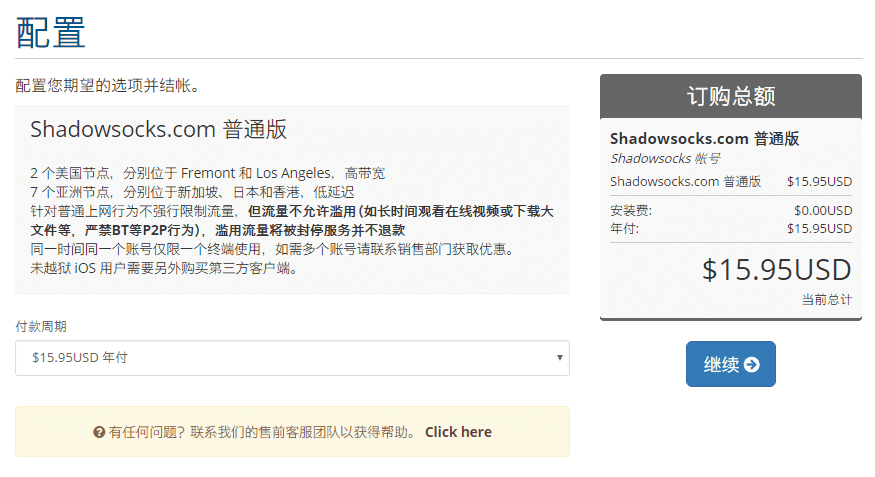 配置
配置您期望的选项并结帐。
Shadowsocks.com 普通版
2 个美国节点，分别位于 Fremont 和 Los Angeles，高带宽
7 个亚洲节点，分别位于新加坡、日本和香港，低延迟
针对普通上网行为不强行限制流量，但流量不允许滥用(如长时间观看在线视频或下载大
文件等，严禁BT等P2P行为)，滥用流量将被封停服务并不退款
同一时间同一个账号仅限一个终端使用，如需多个账号请联系销售部门获取优惠。
未越狱 iOS 用户需要另外购买第三方客户端。
付款周期
$15.95USD 年付
有任何问题？联系我们的售前客服团队以获得帮助。 Click here
订购总额
Shadowsocks.com 普通版
Shadowsocks 帐号
Shadowsocks.com 普通版 $15.95USD
安装费: $0.00USD
年付: $15.95USD
$15.95USD
当前总计
继续